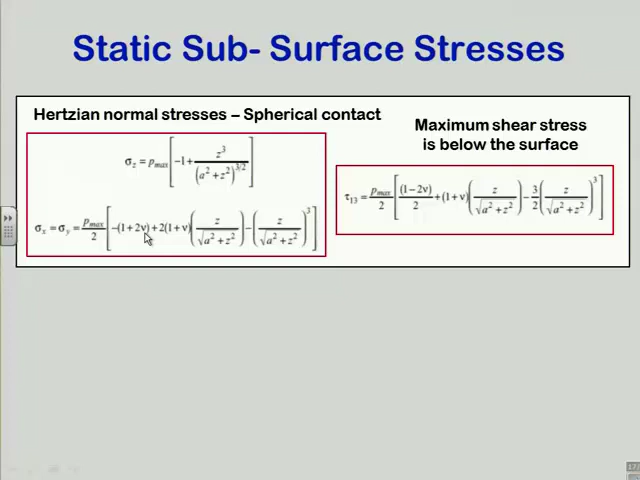 Static Sub- Surface Stresses
Hertzian normal stresses – Spherical contact
Maximum shear stress
is below the surface
σz = pmax [ −1 + z³ / (a² + z²)^3/2 ]
τ13 = pmax/2 [ (1−2ν)/2 + (1+ν) ( z / √(a² + z²) ) − 3/2 ( z / √(a² + z²) )³ ]
σx = σy = pmax/2 [ −(1 + 2ν) + 2(1 + ν) ( z / √(a² + z²) ) − ( z / √(a² + z²) )³ ]